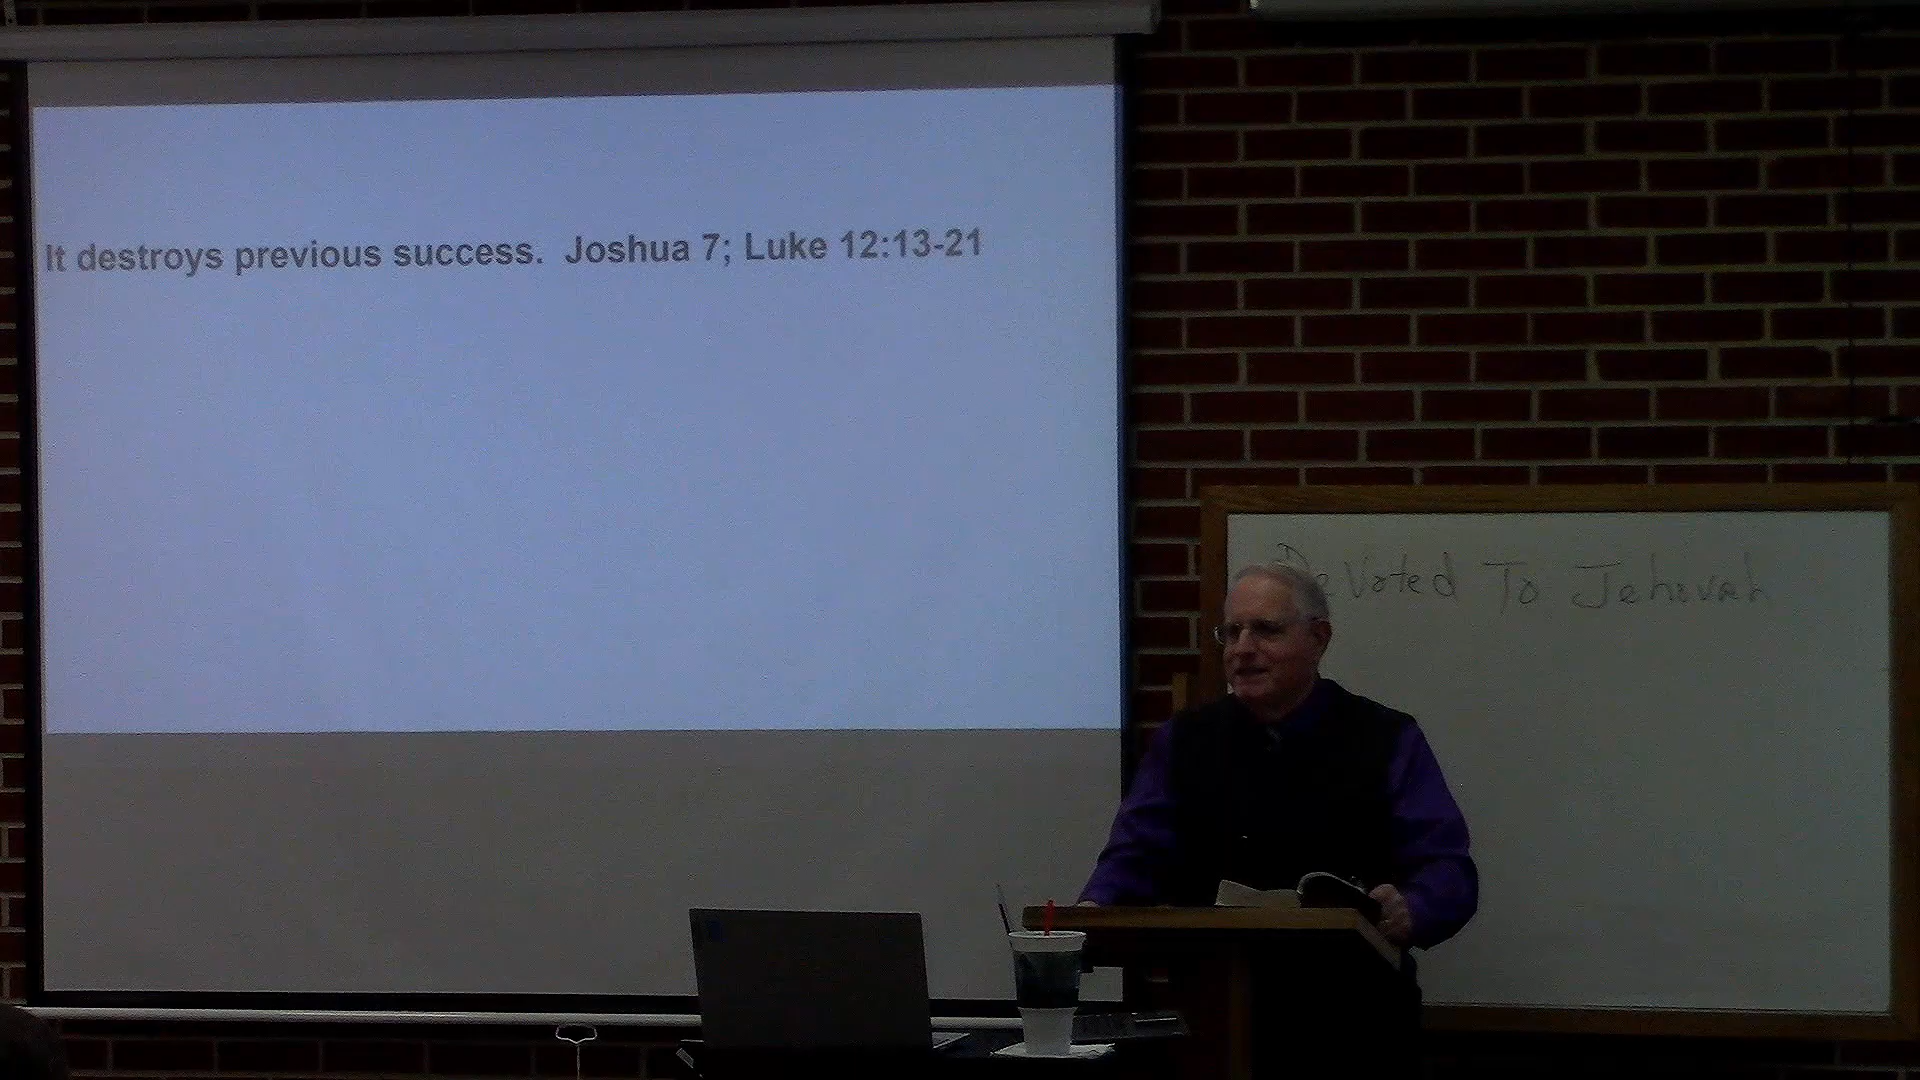 It destroys previous success.  Joshua 7; Luke 12:13-21
Devoted To Jehovah